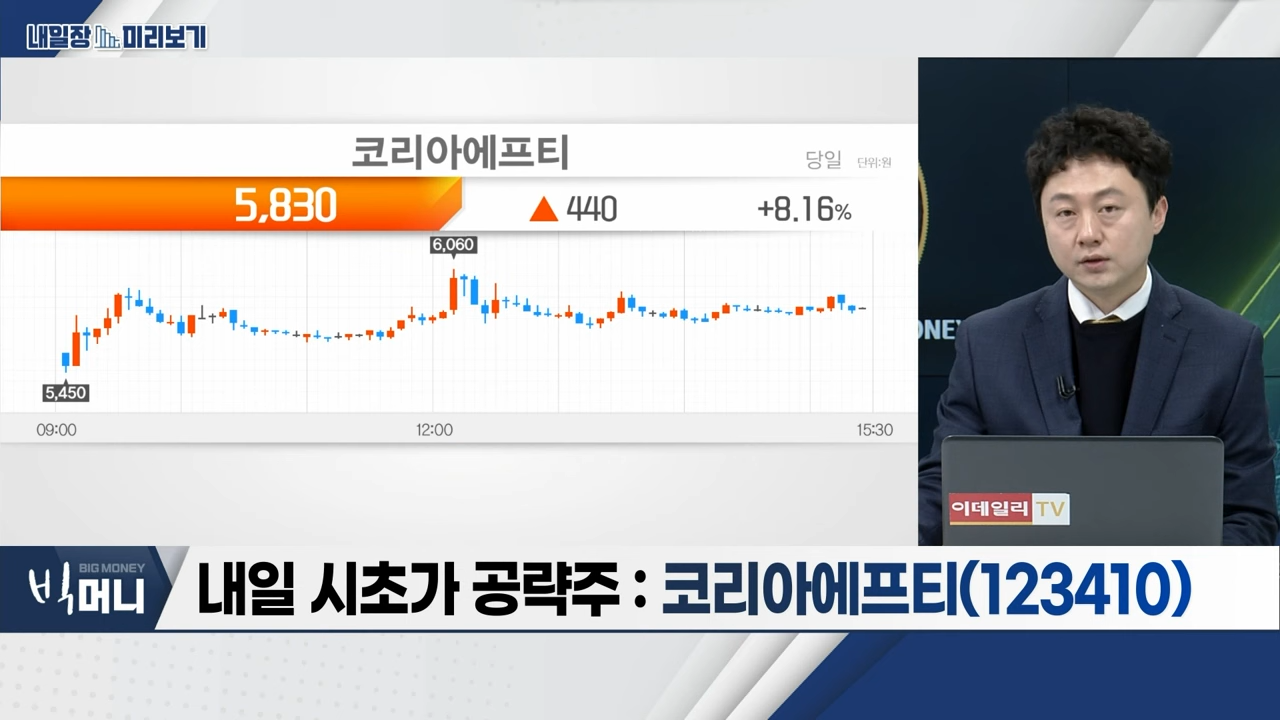 내일장 미리보기
코리아에프티
당일 단위:원
5,830 ▲ 440 +8.16%
6,060
5,450
09:00 12:00 15:30
ONEY
이데일리 TV
BIG MONEY
빅머니
내일 시초가 공략주 : 코리아에프티(123410)